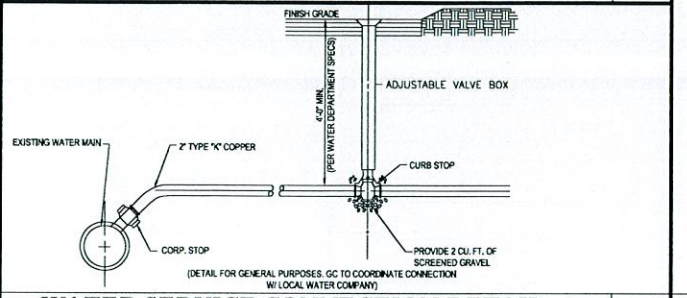 FINISH GRADE
4'-0" MIN.
(PER WATER DEPARTMENT SPECS)
ADJUSTABLE VALVE BOX
EXISTING WATER MAIN
2" TYPE "K" COPPER
CURB STOP
CORP. STOP
PROVIDE 2 CU. FT. OF
SCREENED GRAVEL
(DETAIL FOR GENERAL PURPOSES. GC TO COORDINATE CONNECTION
W/ LOCAL WATER COMPANY)